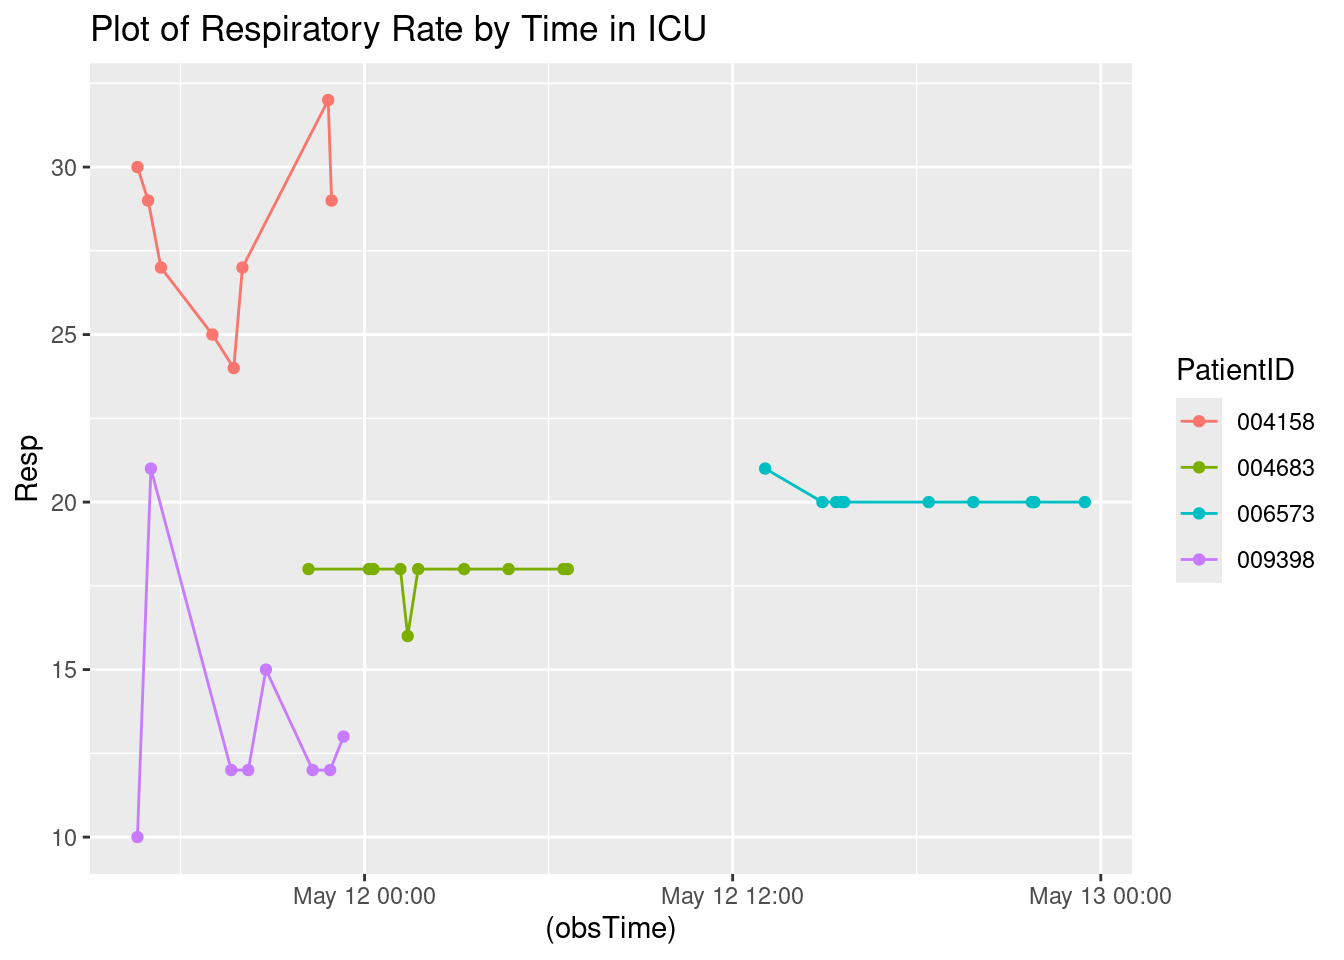 Plot of Respiratory Rate by Time in ICU
Resp
30
25
20
15
10
May 12 00:00
May 12 12:00
May 13 00:00
(obsTime)
PatientID
004158
004683
006573
009398